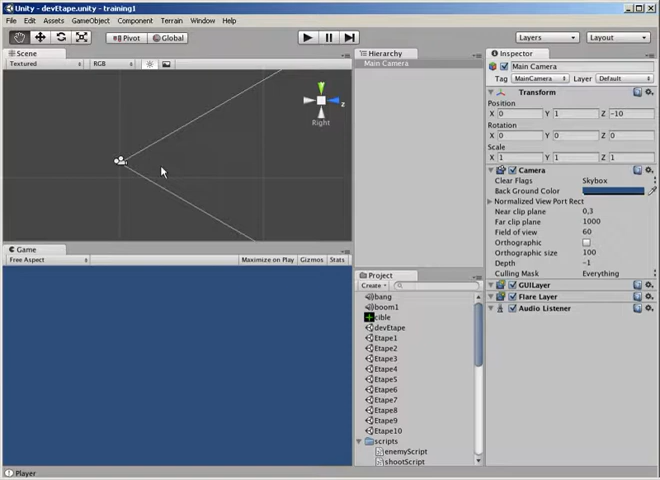 Unity - devEtape.unity - training1
File Edit Assets GameObject Component Terrain Window Help
Pivot Global Layers Layout
Scene
Textured RGB
y
z
Right
Game
Free Aspect Maximize on Play Gizmos Stats
Hierarchy
Main Camera
Project
Create
bang
boom1
cible
devEtape
Etape1
Etape2
Etape3
Etape4
Etape5
Etape6
Etape7
Etape8
Etape9
Etape10
scripts
enemyScript
shootScript
Inspector
Main Camera
Tag MainCamera Layer Default
Transform
Position
X 0 Y 1 Z -10
Rotation
X 0 Y 0 Z 0
Scale
X 1 Y 1 Z 1
Camera
Clear Flags Skybox
Back Ground Color
Normalized View Port Rect
Near clip plane 0,3
Far clip plane 1000
Field of view 60
Orthographic
Orthographic size 100
Depth -1
Culling Mask Everything
GUILayer
Flare Layer
Audio Listener
Player